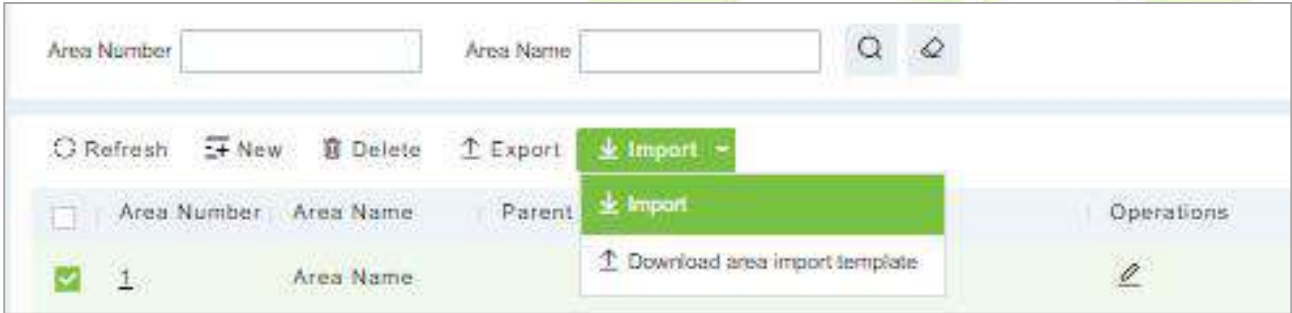 Area Number Area Name
Refresh New Delete Export Import
Area Number Area Name Parent Operations
Import
1 Area Name
Download area import template